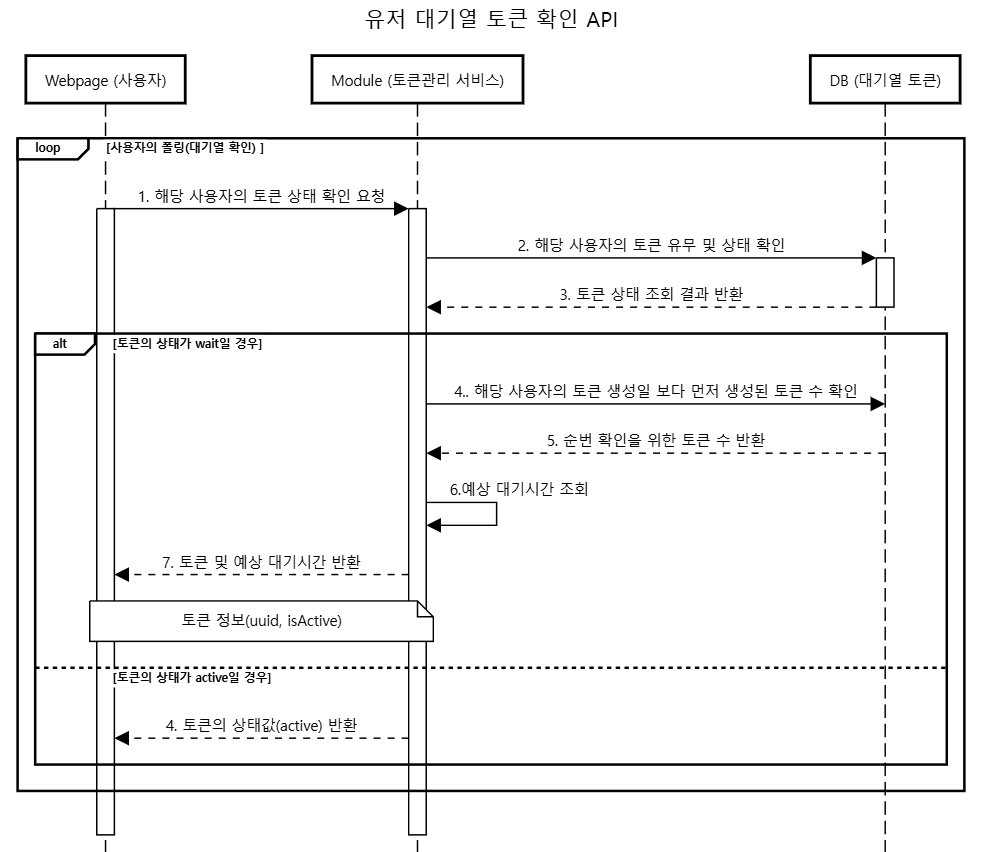 유저 대기열 토큰 확인 API
Webpage (사용자)
Module (토큰관리 서비스)
DB (대기열 토큰)
loop
[사용자의 폴링(대기열 확인) ]
1. 해당 사용자의 토큰 상태 확인 요청
2. 해당 사용자의 토큰 유무 및 상태 확인
3. 토큰 상태 조회 결과 반환
alt
[토큰의 상태가 wait일 경우]
4.. 해당 사용자의 토큰 생성일 보다 먼저 생성된 토큰 수 확인
5. 순번 확인을 위한 토큰 수 반환
6.예상 대기시간 조회
7. 토큰 및 예상 대기시간 반환
토큰 정보(uuid, isActive)
[토큰의 상태가 active일 경우]
4. 토큰의 상태값(active) 반환